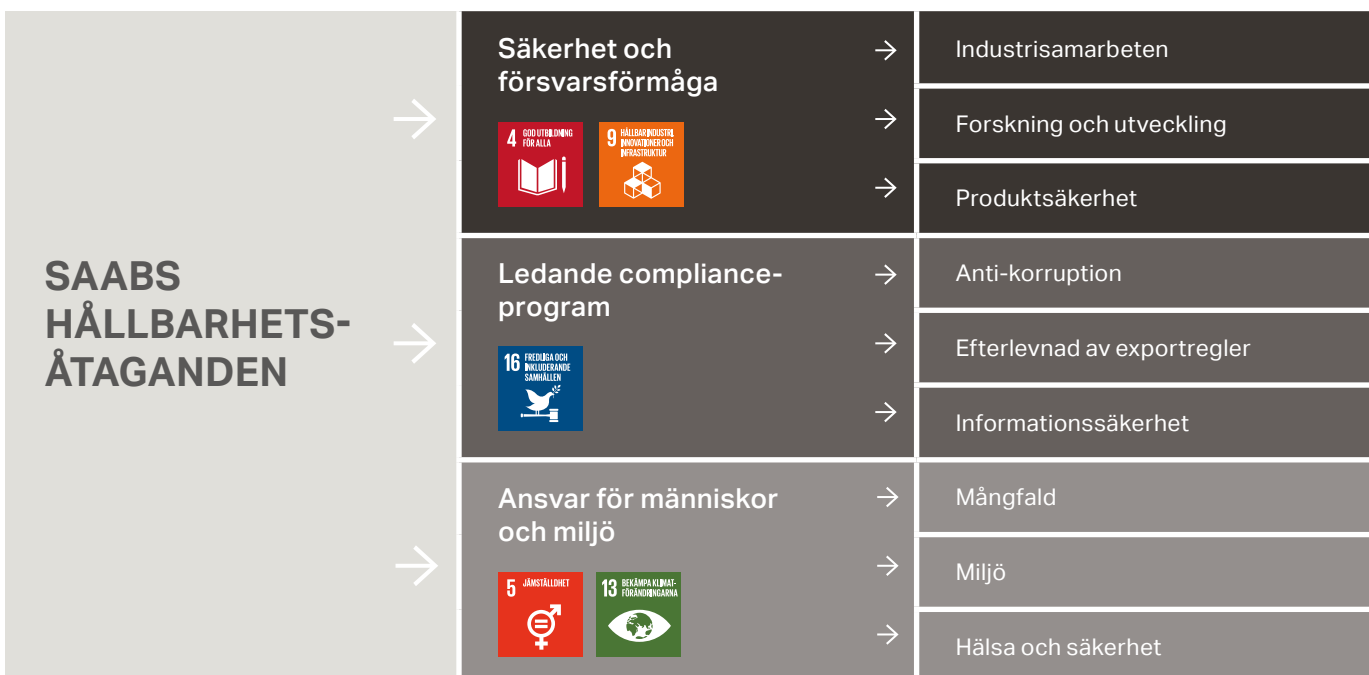 SAABS
HÅLLBARHETS-
ÅTAGANDEN
Säkerhet och
försvarsförmåga
4 GOD UTBILDNING
FÖR ALLA
9 HÅLLBAR INDUSTRI,
INNOVATIONER OCH
INFRASTRUKTUR
Industrisamarbeten
Forskning och utveckling
Produktsäkerhet
Ledande compliance-
program
16 FREDLIGA OCH
INKLUDERANDE
SAMHÄLLEN
Anti-korruption
Efterlevnad av exportregler
Informationssäkerhet
Ansvar för människor
och miljö
5 JÄMSTÄLLDHET
13 BEKÄMPA KLIMAT-
FÖRÄNDRINGARNA
Mångfald
Miljö
Hälsa och säkerhet